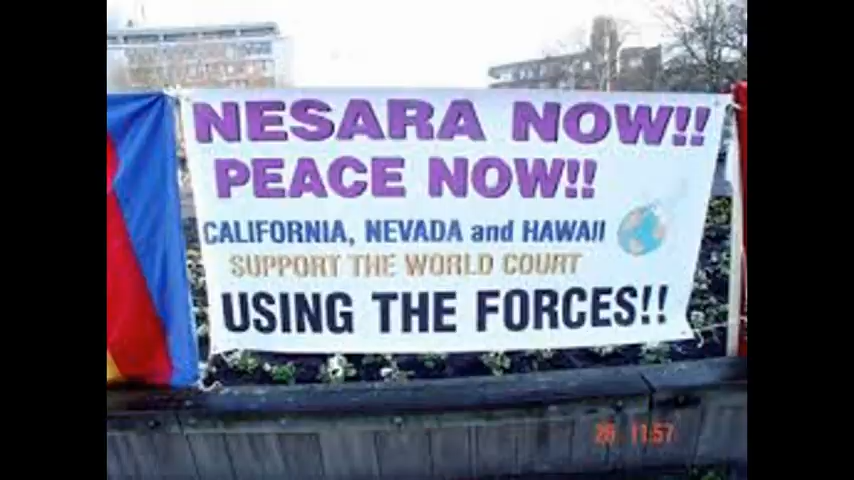 NESARA NOW!!
PEACE NOW!!
CALIFORNIA, NEVADA and HAWAII
SUPPORT THE WORLD COURT
USING THE FORCES!!
26 11:57